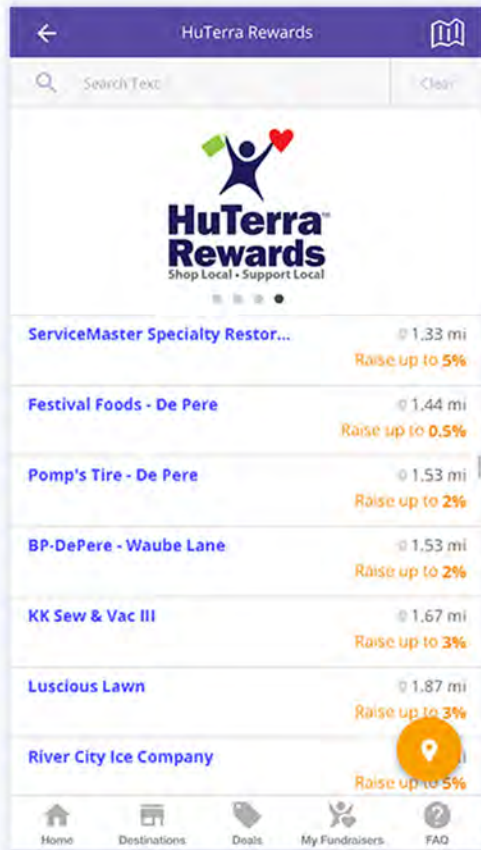 HuTerra Rewards
Search Text
Clear
HuTerra™
Rewards
Shop Local • Support Local
ServiceMaster Specialty Restor...
1.33 mi
Raise up to 5%
Festival Foods - De Pere
1.44 mi
Raise up to 0.5%
Pomp's Tire - De Pere
1.53 mi
Raise up to 2%
BP-DePere - Waube Lane
1.53 mi
Raise up to 2%
KK Sew & Vac III
1.67 mi
Raise up to 3%
Luscious Lawn
1.87 mi
Raise up to 3%
River City Ice Company
Raise up to 5%
Home
Destinations
Deals
My Fundraisers
FAQ